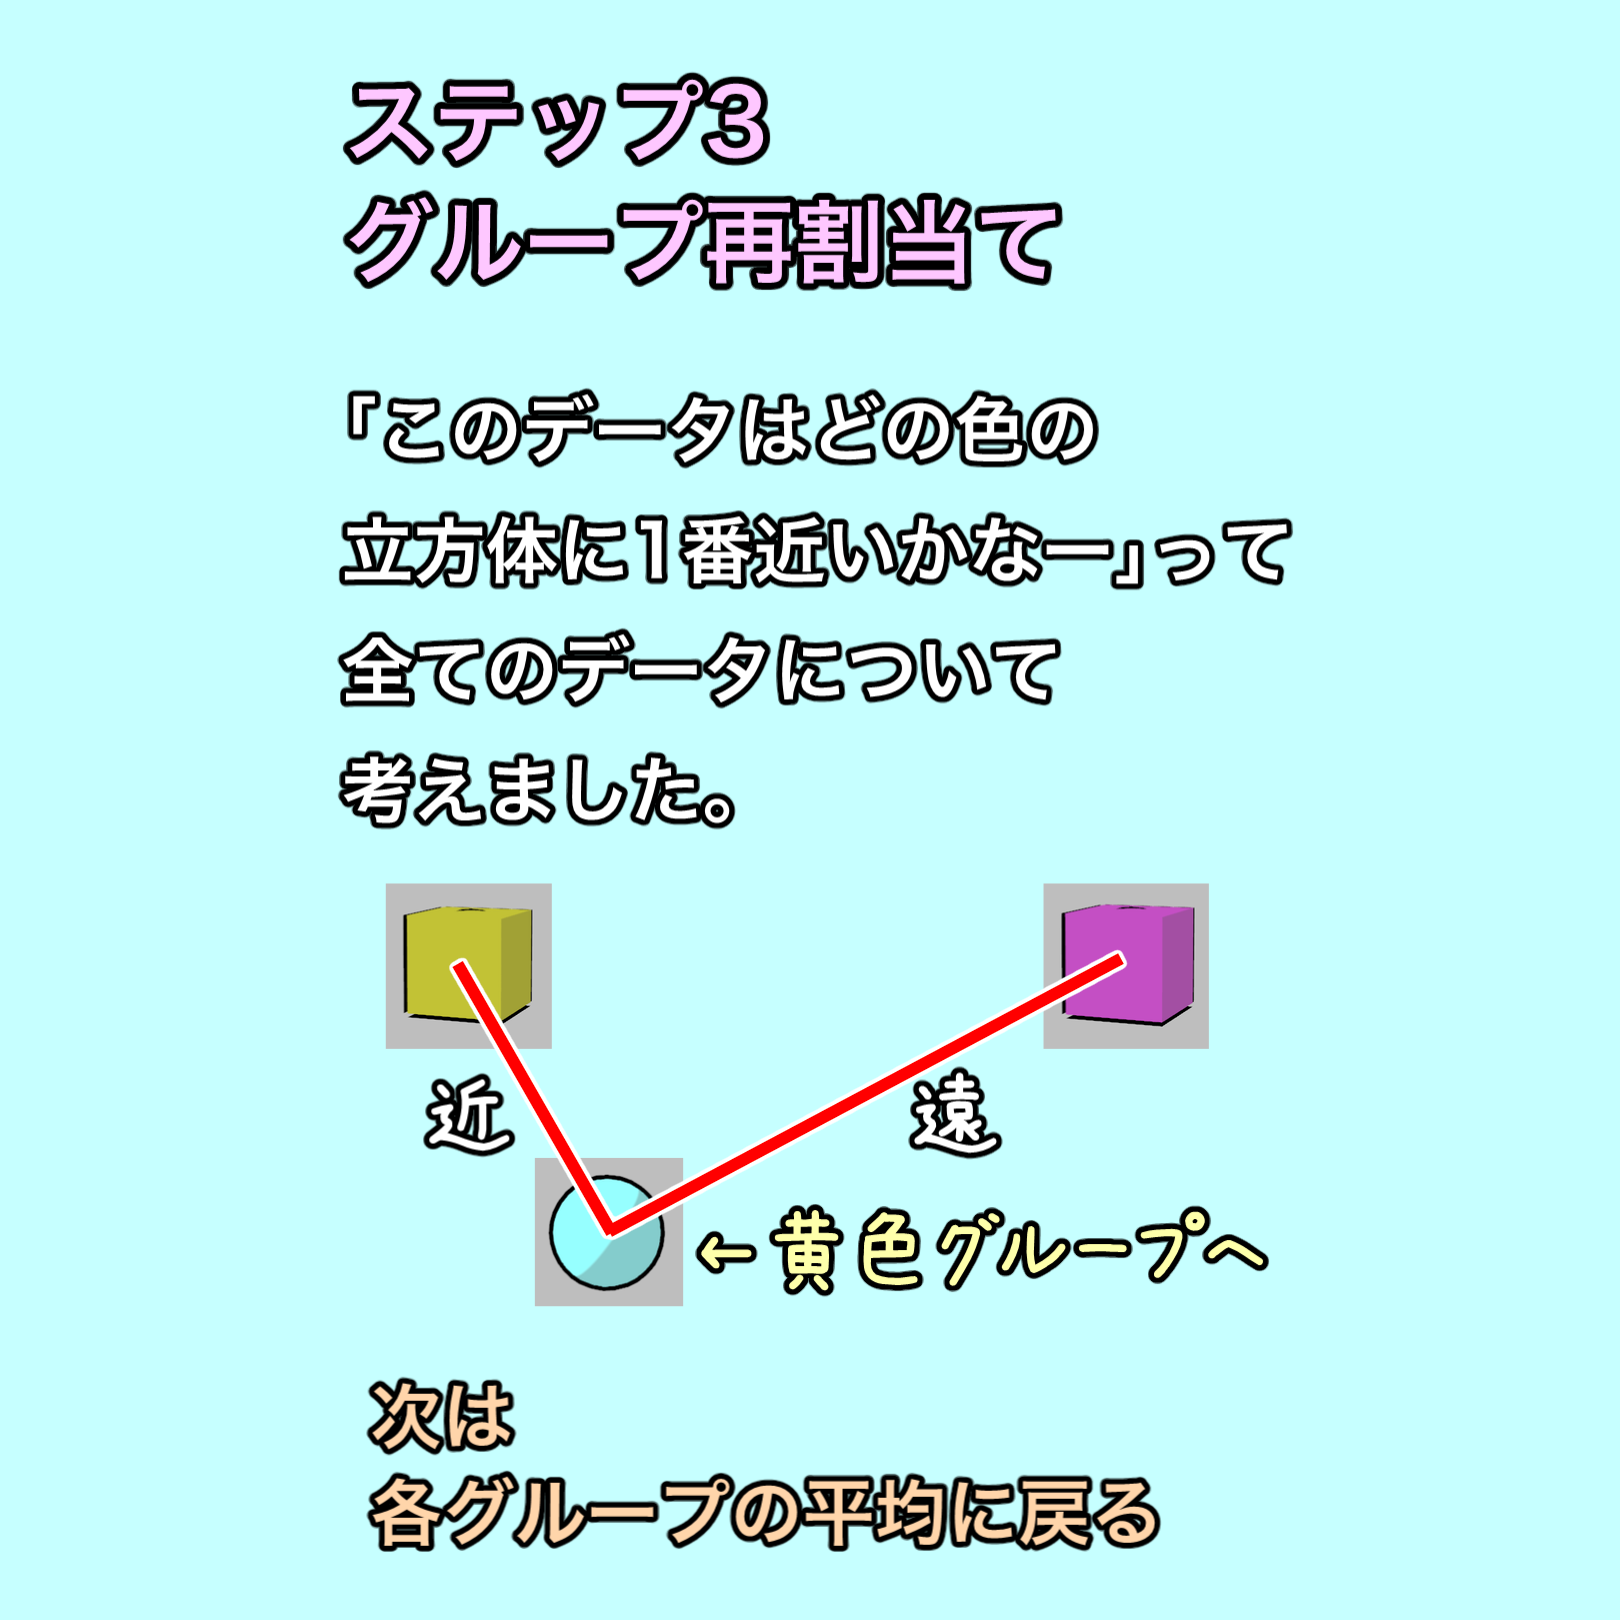 ステップ3
グループ再割当て
「このデータはどの色の
立方体に1番近いかなー」って
全てのデータについて
考えました。
近
遠
←黄色グループへ
次は
各グループの平均に戻る